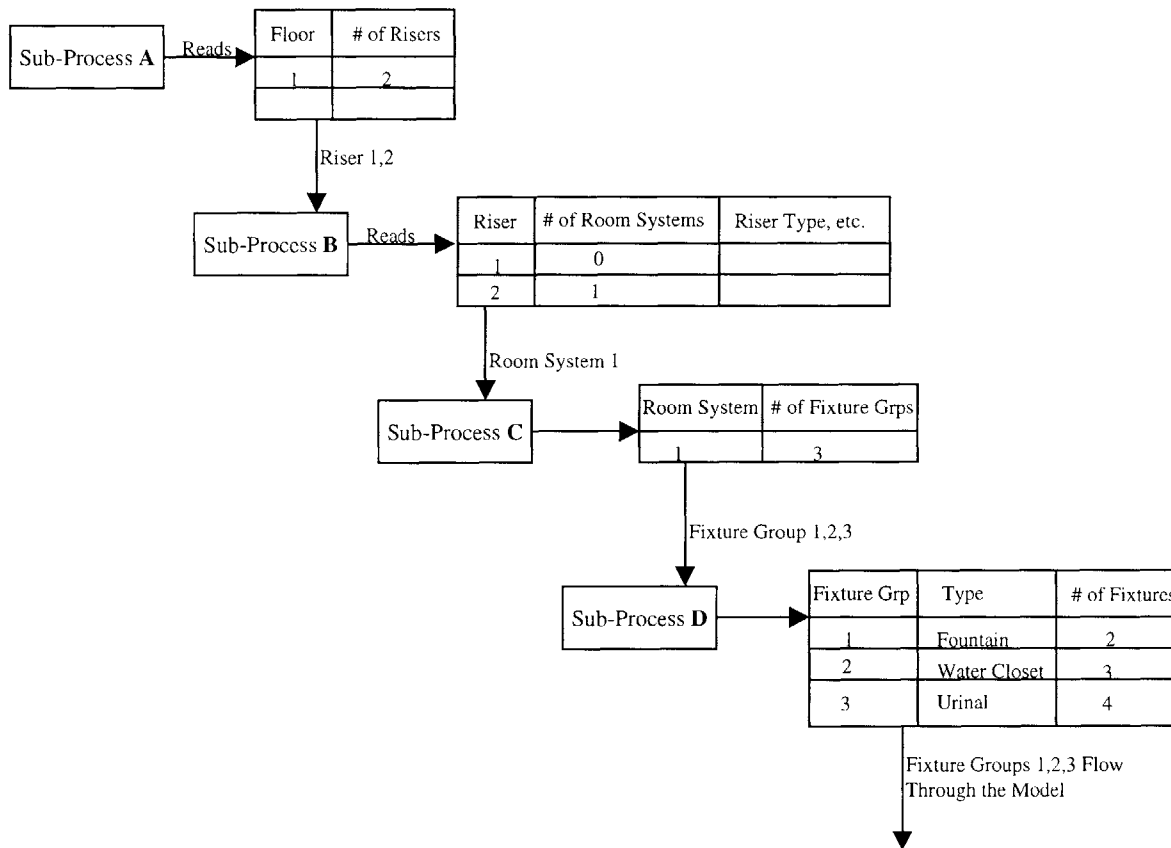 Floor # of Risers
Sub-Process A Reads
1 2
Riser 1,2
Riser # of Room Systems Riser Type, etc.
Sub-Process B Reads
1 0
2 1
Room System 1
Room System # of Fixture Grps
Sub-Process C
1 3
Fixture Group 1,2,3
Fixture Grp Type # of Fixtures
Sub-Process D
1 Fountain 2
2 Water Closet 3
3 Urinal 4
Fixture Groups 1,2,3 Flow
Through the Model